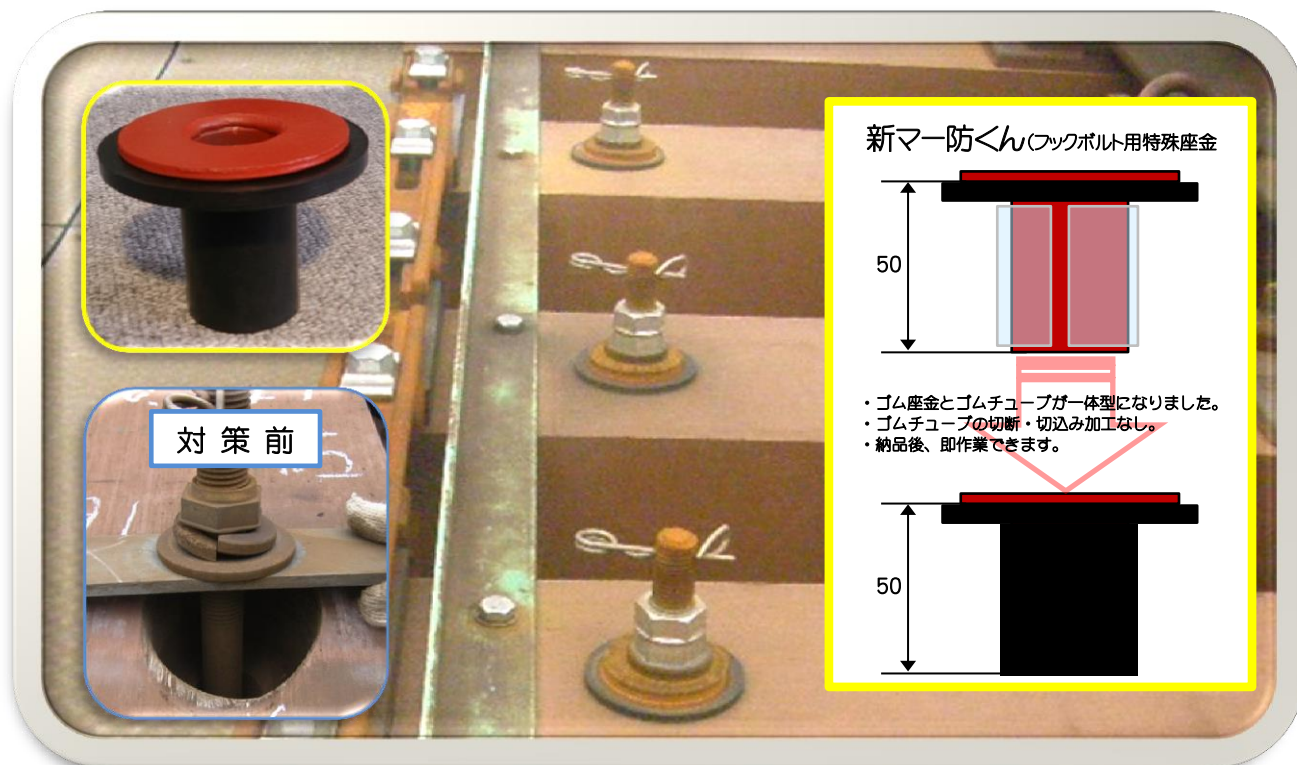 対策前
新マー防くん(フックボルト用特殊座金
50
・ゴム座金とゴムチューブが一体型になりました。
・ゴムチューブの切断・切込み加工なし。
・納品後、即作業できます。
50